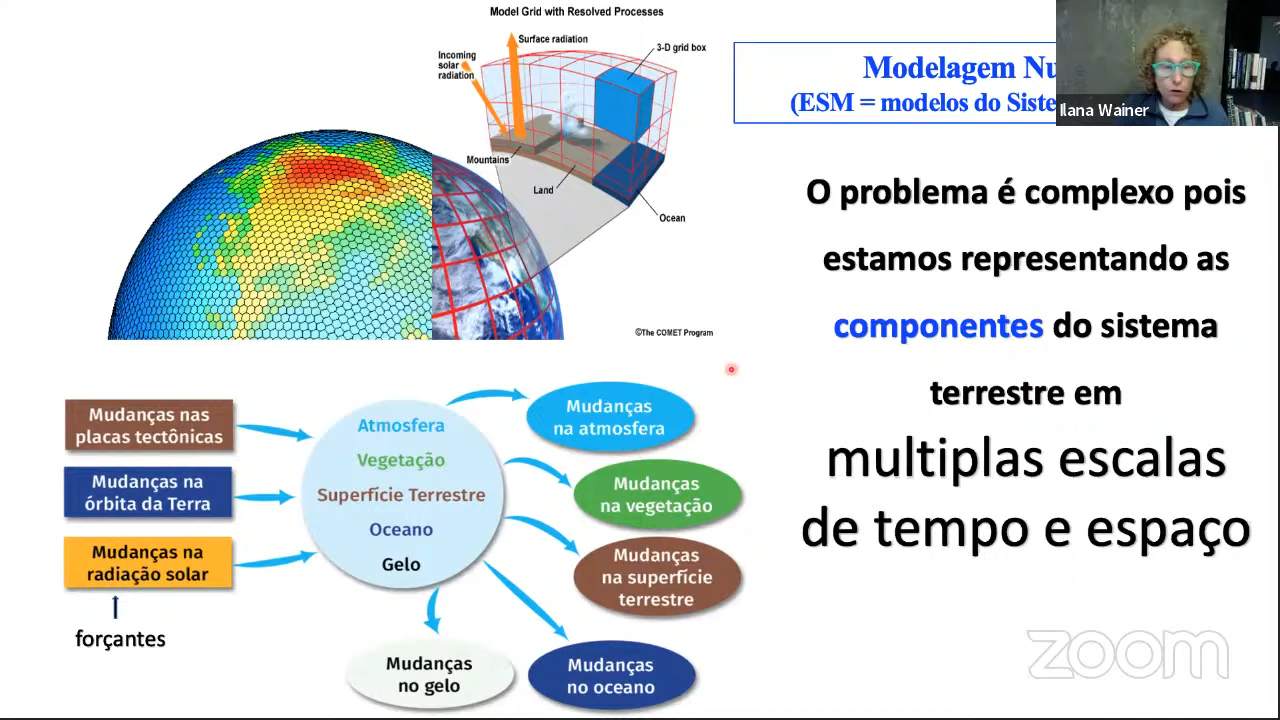 Model Grid with Resolved Processes
Surface radiation
3-D grid box
Incoming
solar
radiation
Mountains
Land
Ocean
©The COMET Program
Modelagem
(ESM = modelos do
Ilana Wainer
O problema é complexo pois
estamos representando as
componentes do sistema
terrestre em
multiplas escalas
de tempo e espaço
Mudanças nas
placas tectônicas
Mudanças na
órbita da Terra
Mudanças na
radiação solar
forçantes
Atmosfera
Vegetação
Superfície Terrestre
Oceano
Gelo
Mudanças
na atmosfera
Mudanças
na vegetação
Mudanças
na superfície
terrestre
Mudanças
no oceano
Mudanças
no gelo
zoom